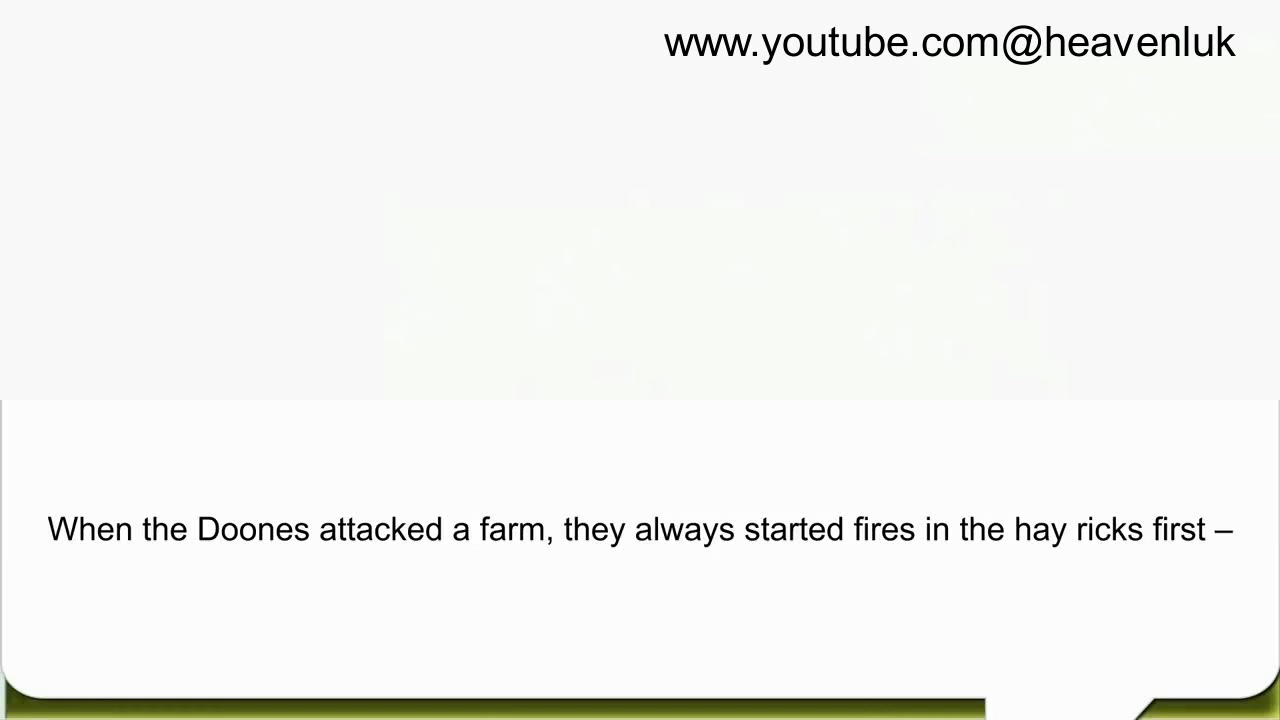 www.youtube.com@heavenluk
When the Doones attacked a farm, they always started fires in the hay ricks first –